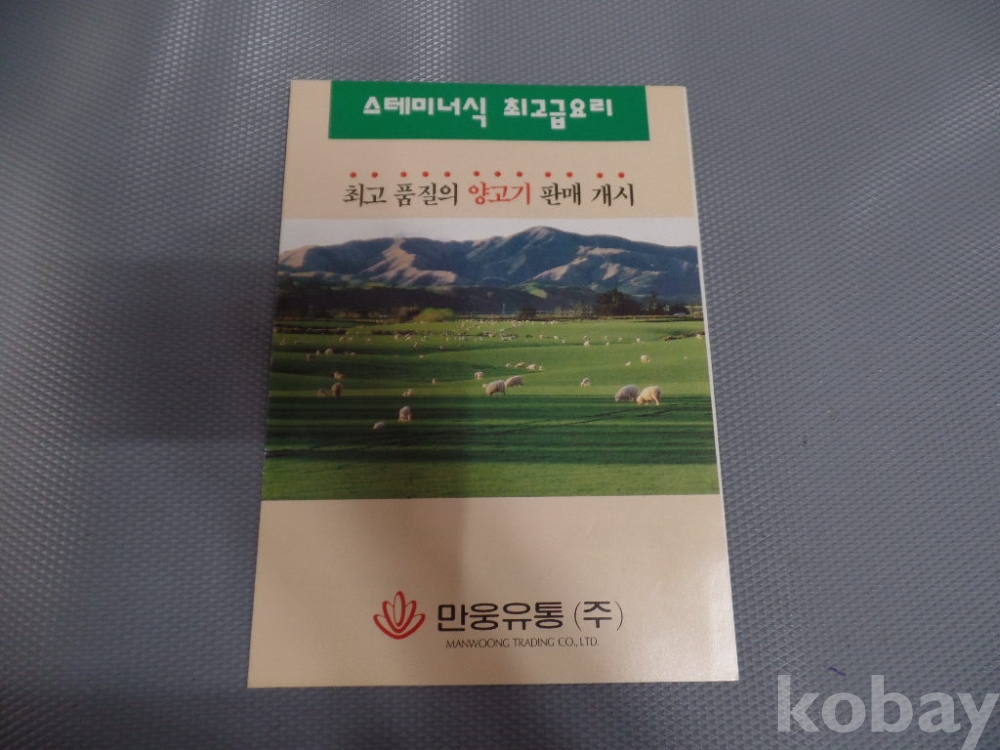 스테미너식 최고급요리
최고 품질의 양고기 판매 개시
만웅유통 (주)
MANWOONG TRADING CO., LTD.
kobay